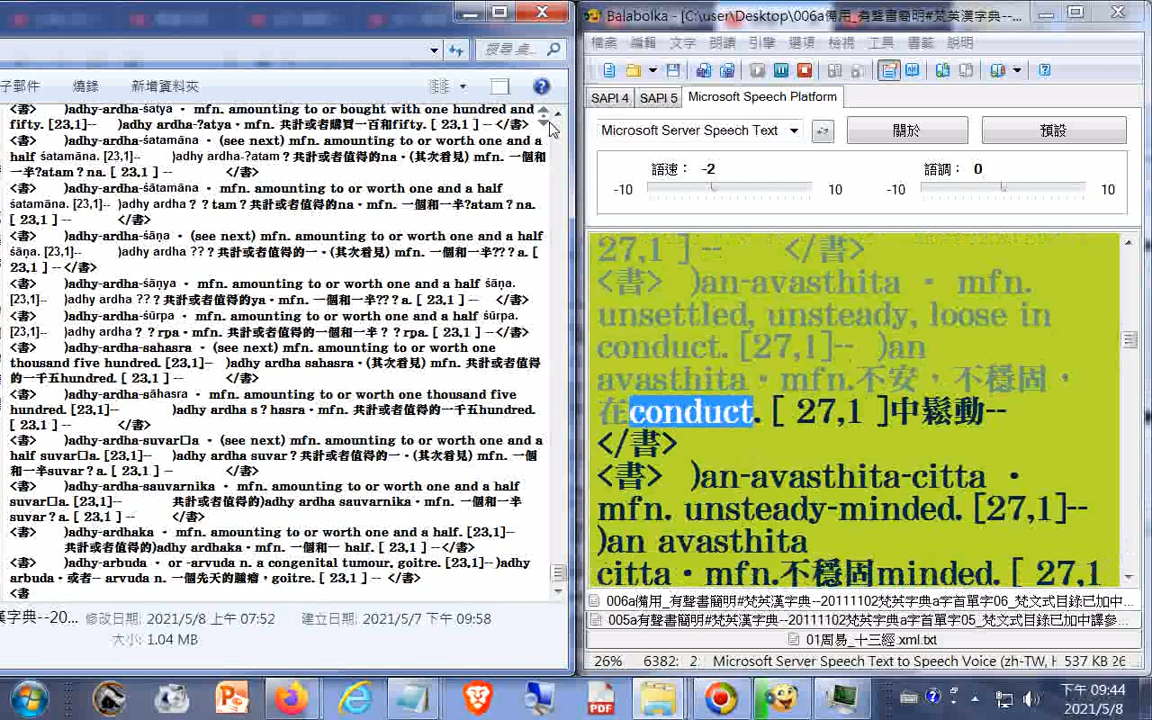 搜尋桌...
子郵件 燒錄 新增資料夾
<書> )adhy-ardha-śatya・mfn. amounting to or bought with one hundred and
fifty. [23,1]-- )adhy ardha-?atya・mfn. 共計或者購買一百和fifty. [ 23,1 ] --</書>
<書> )adhy-ardha-śatamāna・(see next) mfn. amounting to or worth one and a
half śatamāna. [23,1]-- )adhy ardha-?atam？共計或者值得的na・(其次看見) mfn. 一個和
一半?atam？na. [ 23,1 ] -- </書>
<書> )adhy-ardha-śātamāna・mfn. amounting to or worth one and a half
śatamāna. [23,1]-- )adhy ardha？？tam？共計或者值得的na・mfn. 一個和一半?atam？na.
[ 23,1 ] -- </書>
<書> )adhy-ardha-śāṇa・(see next) mfn. amounting to or worth one and a half
śāṇa. [23,1]-- )adhy ardha ??？共計或者值得的一・(其次看見) mfn. 一個和一半???a. [
23,1 ] --</書>
<書> )adhy-ardha-śāṇya・mfn. amounting to or worth one and a half śāṇa.
[23,1]-- )adhy ardha ??？共計或者值得的ya・mfn. 一個和一半???a. [ 23,1 ] -- </書>
<書> )adhy-ardha-śūrpa・mfn. amounting to or worth one and a half śūrpa.
[23,1]-- )adhy ardha？？rpa・mfn. 共計或者值得的一個和一半？？rpa. [ 23,1 ] --</書>
<書> )adhy-ardha-sahasra・(see next) mfn. amounting to or worth one
thousand five hundred. [23,1]-- )adhy ardha sahasra・(其次看見) mfn. 共計或者值得
的一千五hundred. [ 23,1 ] -- </書>
<書> )adhy-ardha-sāhasra・mfn. amounting to or worth one thousand five
hundred. [23,1]-- )adhy ardha s？hasra・mfn. 共計或者值得的一千五hundred.
[ 23,1 ] -- </書>
<書> )adhy-ardha-suvar□a・(see next) mfn. amounting to or worth one and a
half suvar□a. [23,1]-- )adhy ardha suvar？共計或者值得的一・(其次看見) mfn. 一個
和一半suvar？a. [ 23,1 ] -- </書>
<書> )adhy-ardha-sauvarnika・mfn. amounting to or worth one and a half
suvar□a. [23,1]-- 共計或者值得的)adhy ardha sauvarnika・mfn. 一個和一半
suvar？a. [ 23,1 ] -- </書>
<書> )adhy-ardhaka・mfn. amounting to or worth one and a half. [23,1]--
共計或者值得的)adhy ardhaka・mfn. 一個和一 half. [ 23,1 ] --</書>
<書> )adhy-arbuda・or -arvuda n. a congenital tumour, goitre. [23,1]--)adhy
arbuda・或者-- arvuda n. 一個先天的腫瘤，goitre. [ 23,1 ] -- </書>
<書
漢字典--20... 修改日期: 2021/5/8 上午 07:52 建立日期: 2021/5/7 下午 09:58
大小: 1.04 MB
Balabolka - [C:\user\Desktop\006a備用_有聲書簡明#梵英漢字典--...
檔案 編輯 文字 朗讀 引擎 選項 檢視 工具 書籤 說明
SAPI 4 SAPI 5 Microsoft Speech Platform
Microsoft Server Speech Text 關於 預設
語速: -2 語調: 0
-10 10 -10 10
27,1 ] -- </書>
<書> )an-avasthita・mfn.
unsettled, unsteady, loose in
conduct. [27,1]-- )an
avasthita・mfn.不安，不穩固，
在conduct. [ 27,1 ]中鬆動--
</書>
<書> )an-avasthita-citta・
mfn. unsteady-minded. [27,1]--
)an avasthita
citta・mfn.不穩固minded. [ 27,1
006a備用_有聲書簡明#梵英漢字典--20111102梵英漢字典a字首單字06_梵文式目錄已加中...
005a有聲書簡明#梵英漢字典--20111102梵英漢字典a字首單字05_梵文式目錄已加中譯參...
01周易_十三經.xml.txt
26% 6382: 2 Microsoft Server Speech Text to Speech Voice (zh-TW, H 537 KB 26
PDF
下午 09:44
2021/5/8